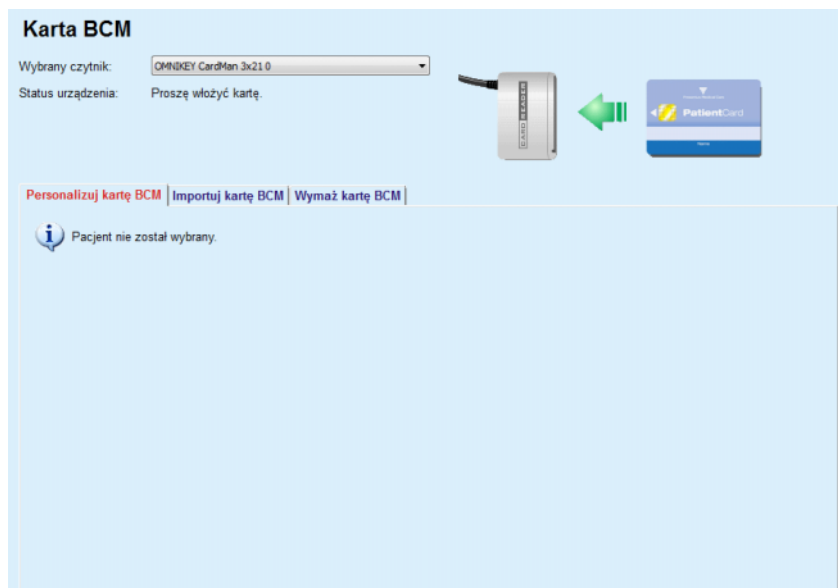 Karta BCM
Wybrany czytnik: OMNIKEY CardMan 3x21 0
Status urządzenia: Proszę włożyć kartę.
CARD READER
PatientCard
Personalizuj kartę BCM Importuj kartę BCM Wymaż kartę BCM
Pacjent nie został wybrany.